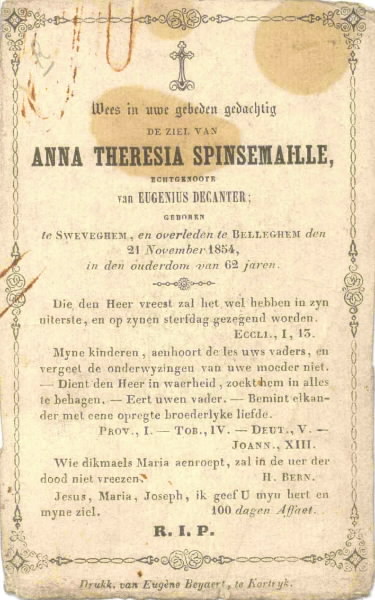 Wees in uwe gebeden gedachtig
DE ZIEL VAN
ANNA THERESIA SPINSEMAILLE,
ECHTGENOOTE
van EUGENIUS DECANTER;
GEBOREN
te SWEVEGHEM, en overleden te BELLEGHEM den
21 November 1854,
in den ouderdom van 62 jaren.
Die den Heer vreest zal het wel hebben in zyn
uiterste, en op zynen sterfdag gezegend worden.
ECCLI., I, 13.
Myne kinderen, aenhoort de les uws vaders, en
vergeet de onderwyzingen van uwe moeder niet.
— Dient den Heer in waerheid, zoekt hem in alles
te behagen. — Eert uwen vader. — Bemint elkan-
der met eene opregte broederlyke liefde.
PROV., I. — TOB., IV. — DEUT., V. —
JOANN., XIII.
Wie dikmaels Maria aenroept, zal in de uer der
dood niet vreezen. H. BERN.
Jesus, Maria, Joseph, ik geef U myn hert en
myne ziel. 100 dagen Aflaet.
R. I. P.
Drukk. van Eugène Beyaert, te Kortryk.